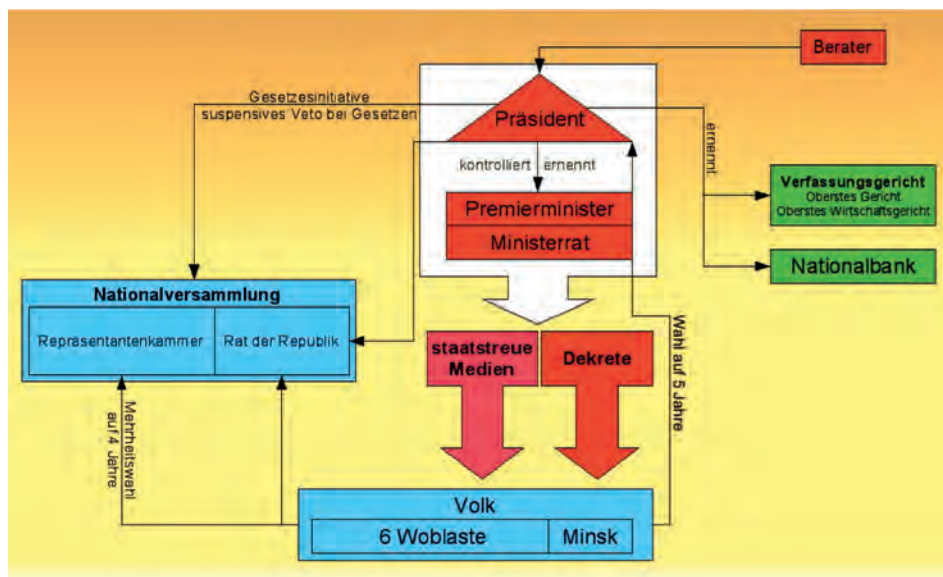 Berater
Gesetzesinitiative
suspensives Veto bei Gesetzen
Präsident
ernennt
kontrolliert ernennt
Verfassungsgericht
Oberstes Gericht
Oberstes Wirtschaftsgericht
Premierminister
Ministerrat
Nationalbank
Nationalversammlung
Repräsentantenkammer
Rat der Republik
staatstreue
Medien
Dekrete
Wahl auf 5 Jahre
Mehrheitswahl
auf 4 Jahre
Volk
6 Woblaste
Minsk